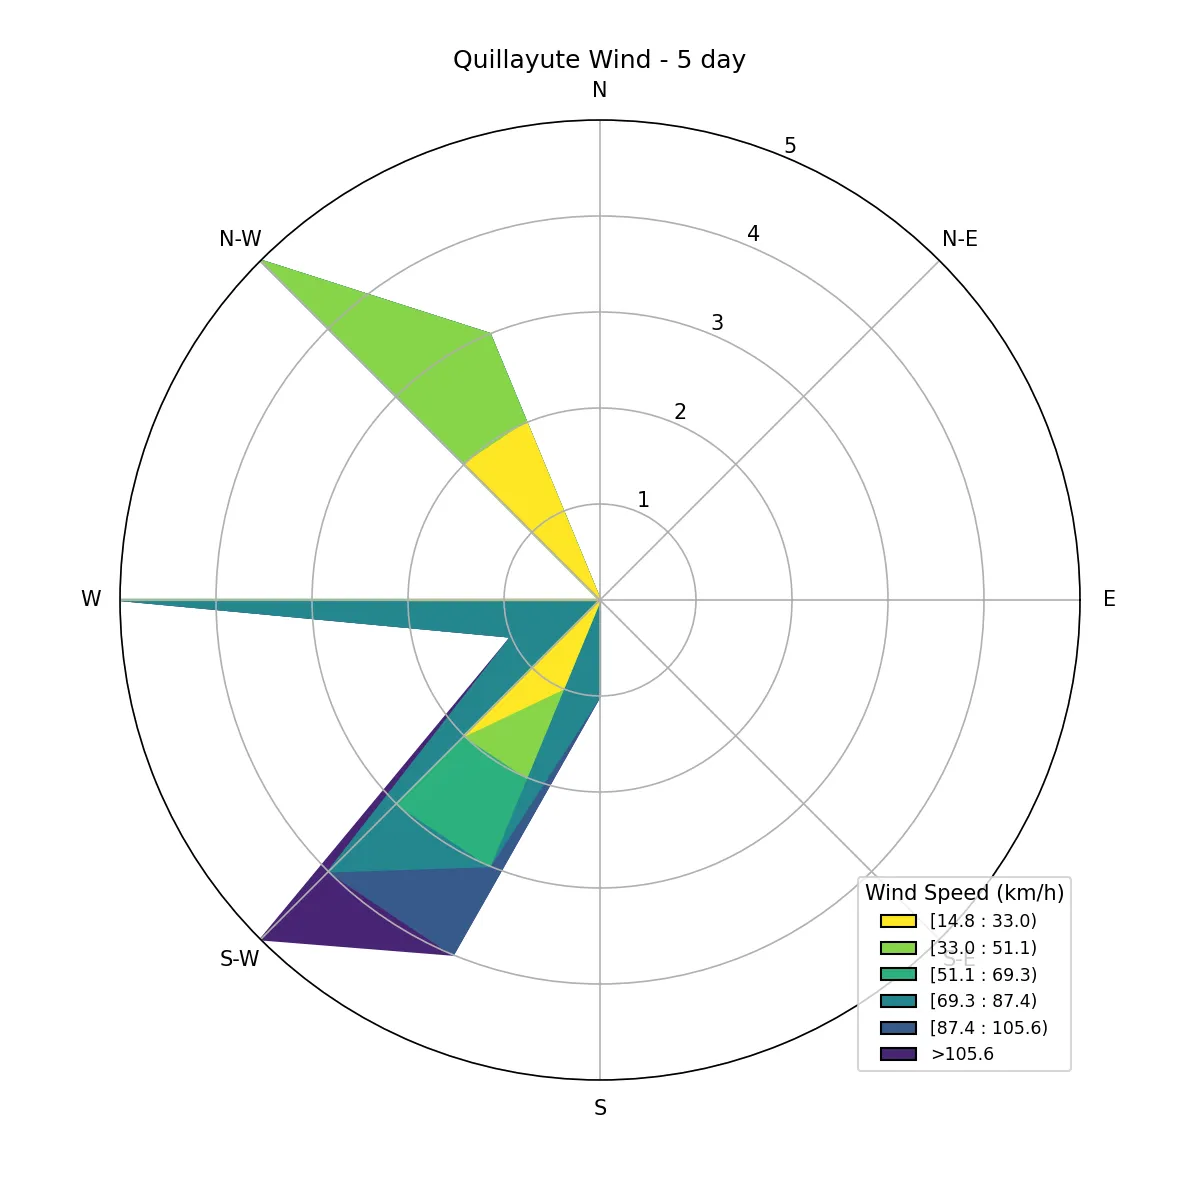 Quillayute Wind - 5 day
N
5
N-W
N-E
4
3
2
1
W
E
Wind Speed (km/h)
[14.8 : 33.0)
[33.0 : 51.1)
S-W
S-E
[51.1 : 69.3)
[69.3 : 87.4)
[87.4 : 105.6)
>105.6
S